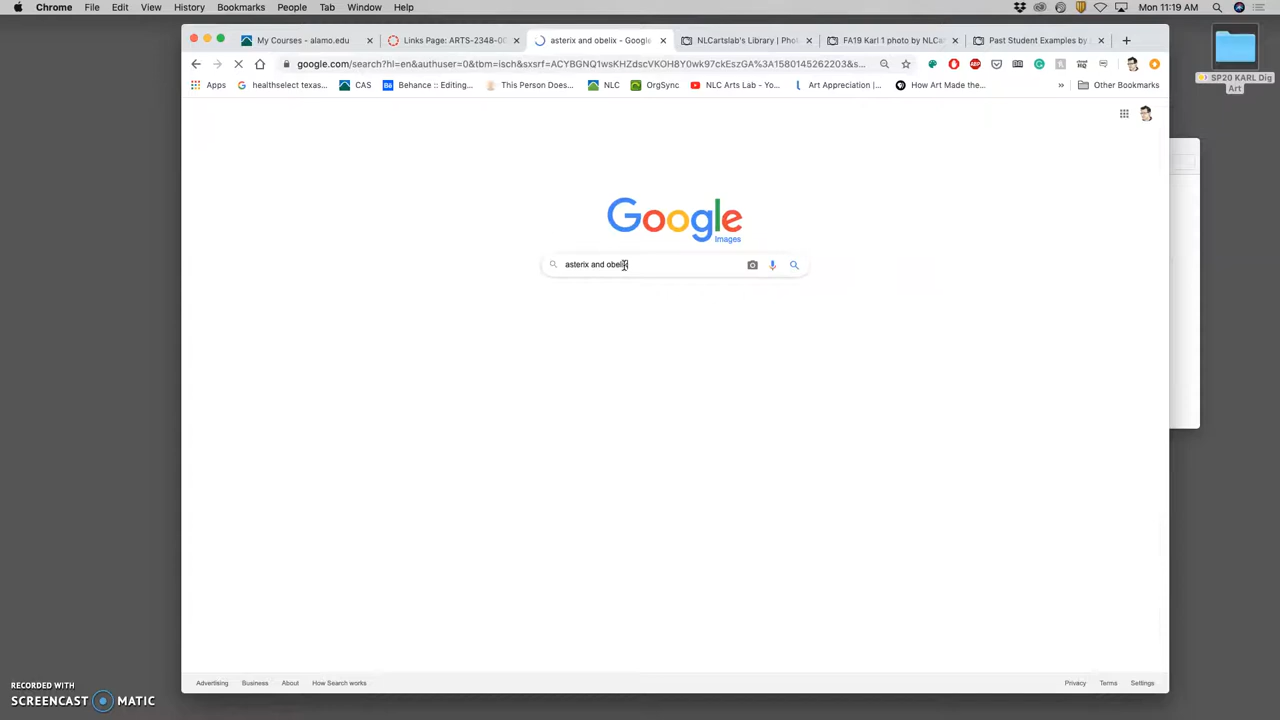 Chrome File Edit View History Bookmarks People Tab Window Help Mon 11:19 AM
My Courses - alamo.edu Links Page: ARTS-2348-00 asterix and obelix - Google NLCartslab's Library | Phot FA19 Karl 1 photo by NLCar Past Student Examples by
google.com/search?hl=en&authuser=0&tbm=isch&sxsrf=ACYBGNQ1wsKHZdscVKOH8Y0wk97ckEszGA%3A1580145262203&s...
Apps healthselect texas... CAS Behance :: Editing... This Person Does... NLC OrgSync NLC Arts Lab - Yo... Art Appreciation |... How Art Made the... » Other Bookmarks
SP20 KARL Dig
Art
Google
Images
asterix and obelix
Advertising Business About How Search works Privacy Terms Settings
RECORDED WITH
SCREENCAST MATIC